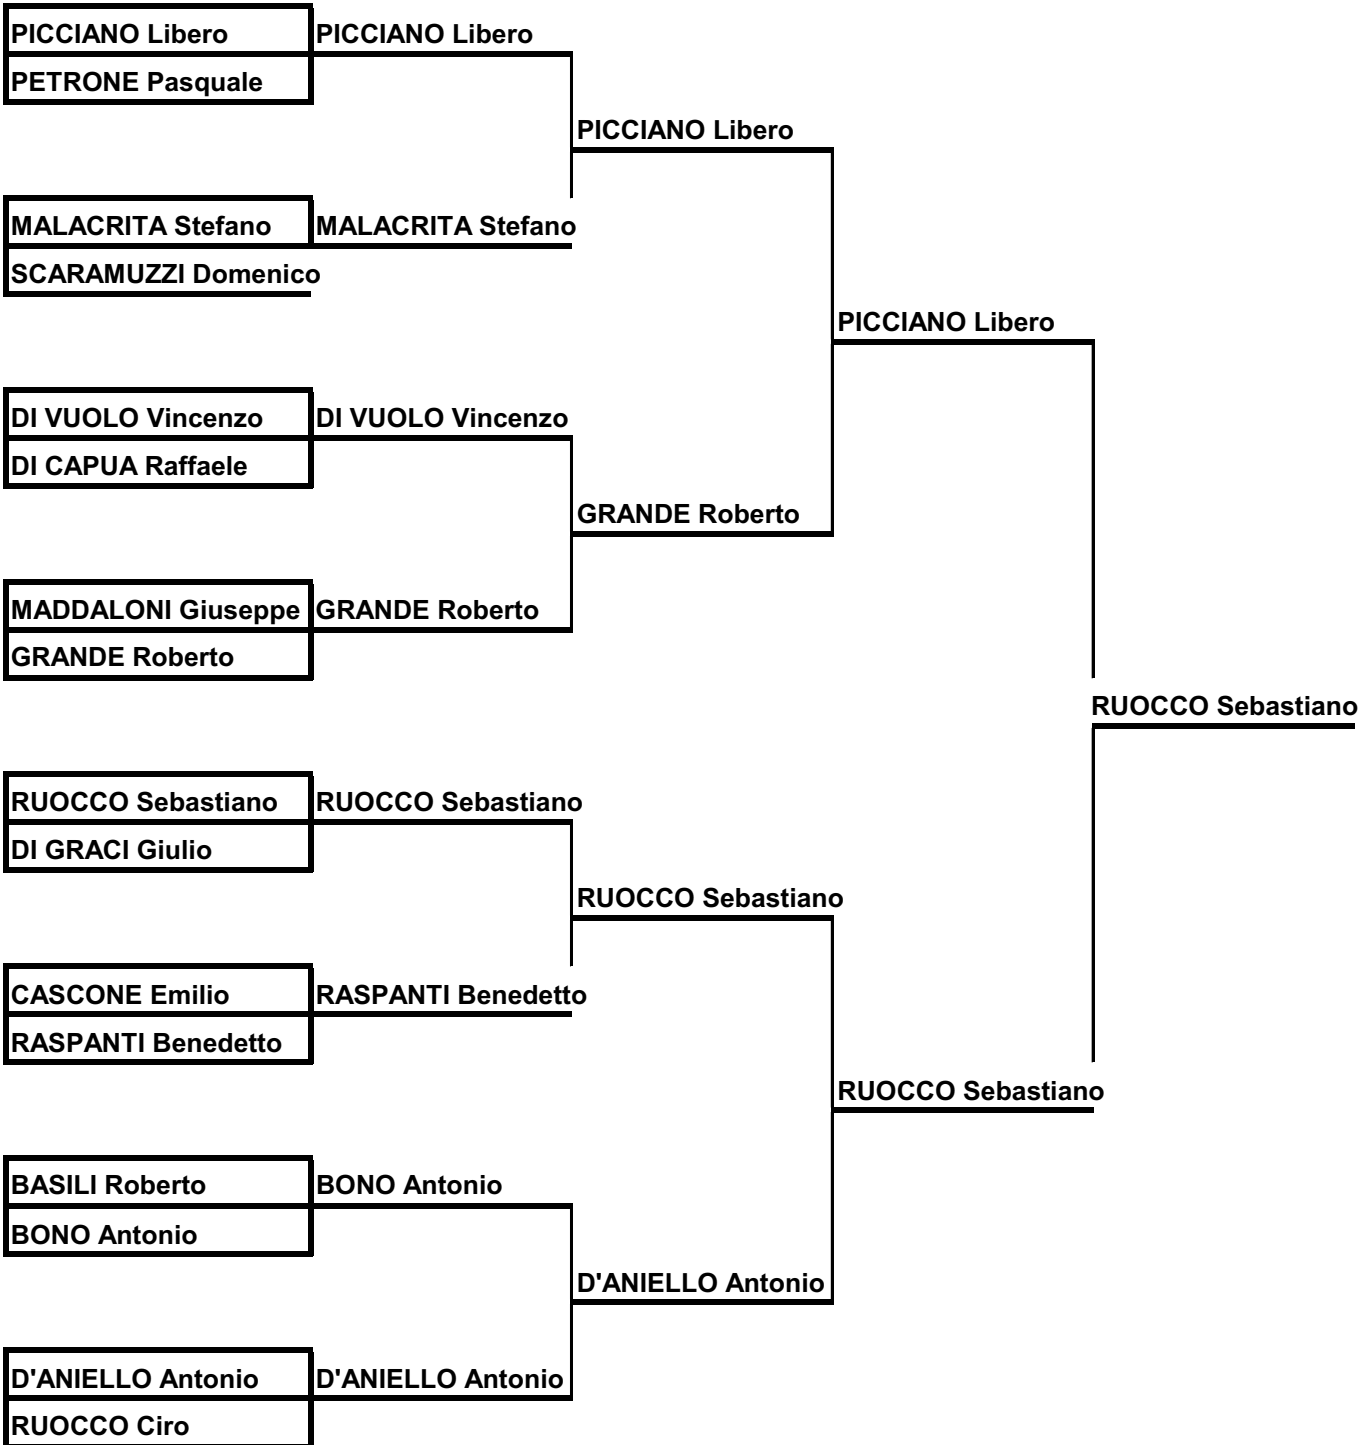 PICCIANO Libero PICCIANO Libero
PETRONE Pasquale
PICCIANO Libero
MALACRITA Stefano MALACRITA Stefano
SCARAMUZZI Domenico
PICCIANO Libero
DI VUOLO Vincenzo DI VUOLO Vincenzo
DI CAPUA Raffaele
GRANDE Roberto
MADDALONI Giuseppe GRANDE Roberto
GRANDE Roberto
RUOCCO Sebastiano
RUOCCO Sebastiano RUOCCO Sebastiano
DI GRACI Giulio
RUOCCO Sebastiano
CASCONE Emilio RASPANTI Benedetto
RASPANTI Benedetto
RUOCCO Sebastiano
BASILI Roberto BONO Antonio
BONO Antonio
D'ANIELLO Antonio
D'ANIELLO Antonio D'ANIELLO Antonio
RUOCCO Ciro